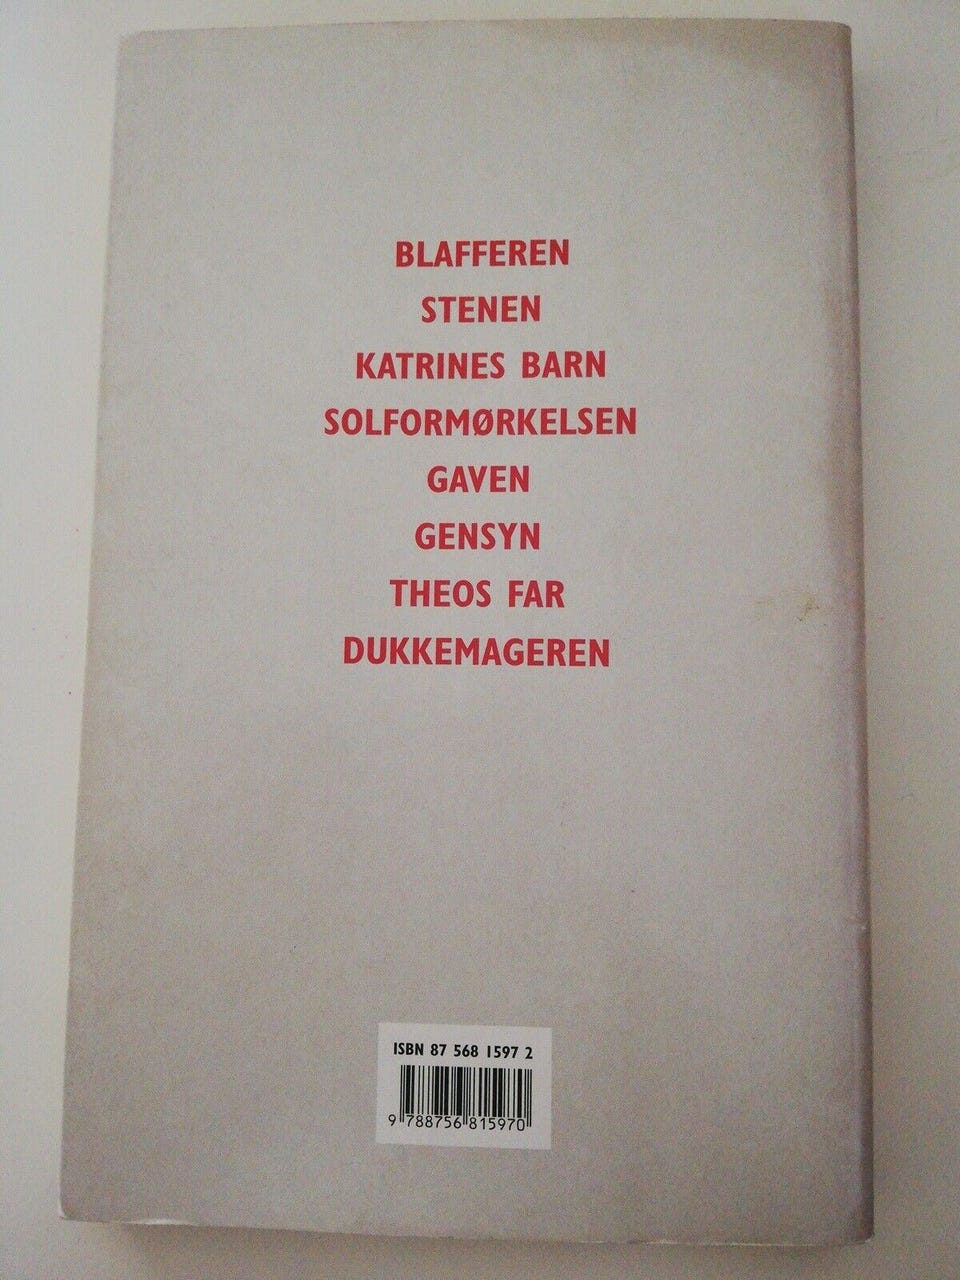 BLAFFEREN
STENEN
KATRINES BARN
SOLFORMØRKELSEN
GAVEN
GENSYN
THEOS FAR
DUKKEMAGEREN
ISBN 87 568 1597 2
9 788756 815970